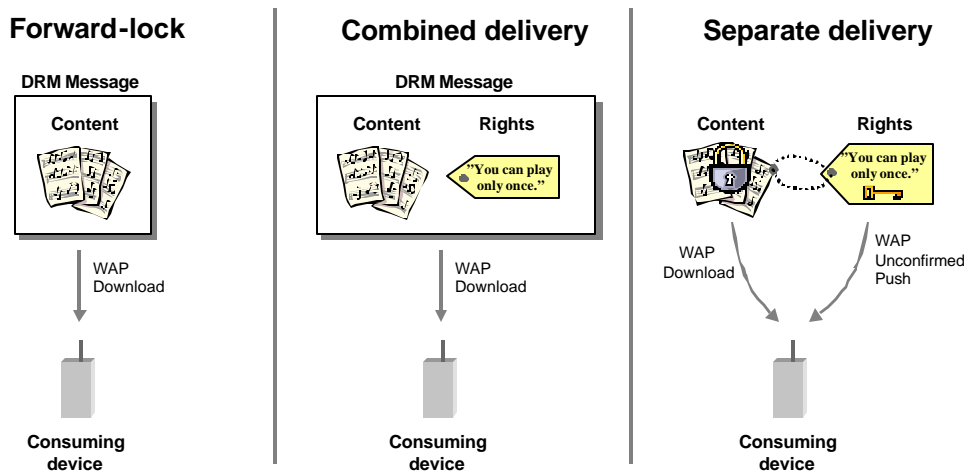 Forward-lock
DRM Message
Content
WAP
Download
Consuming
device
Combined delivery
DRM Message
Content
Rights
”You can play
only once.”
WAP
Download
Consuming
device
Separate delivery
Content
Rights
”You can play
only once.”
WAP
Download
WAP
Unconfirmed
Push
Consuming
device